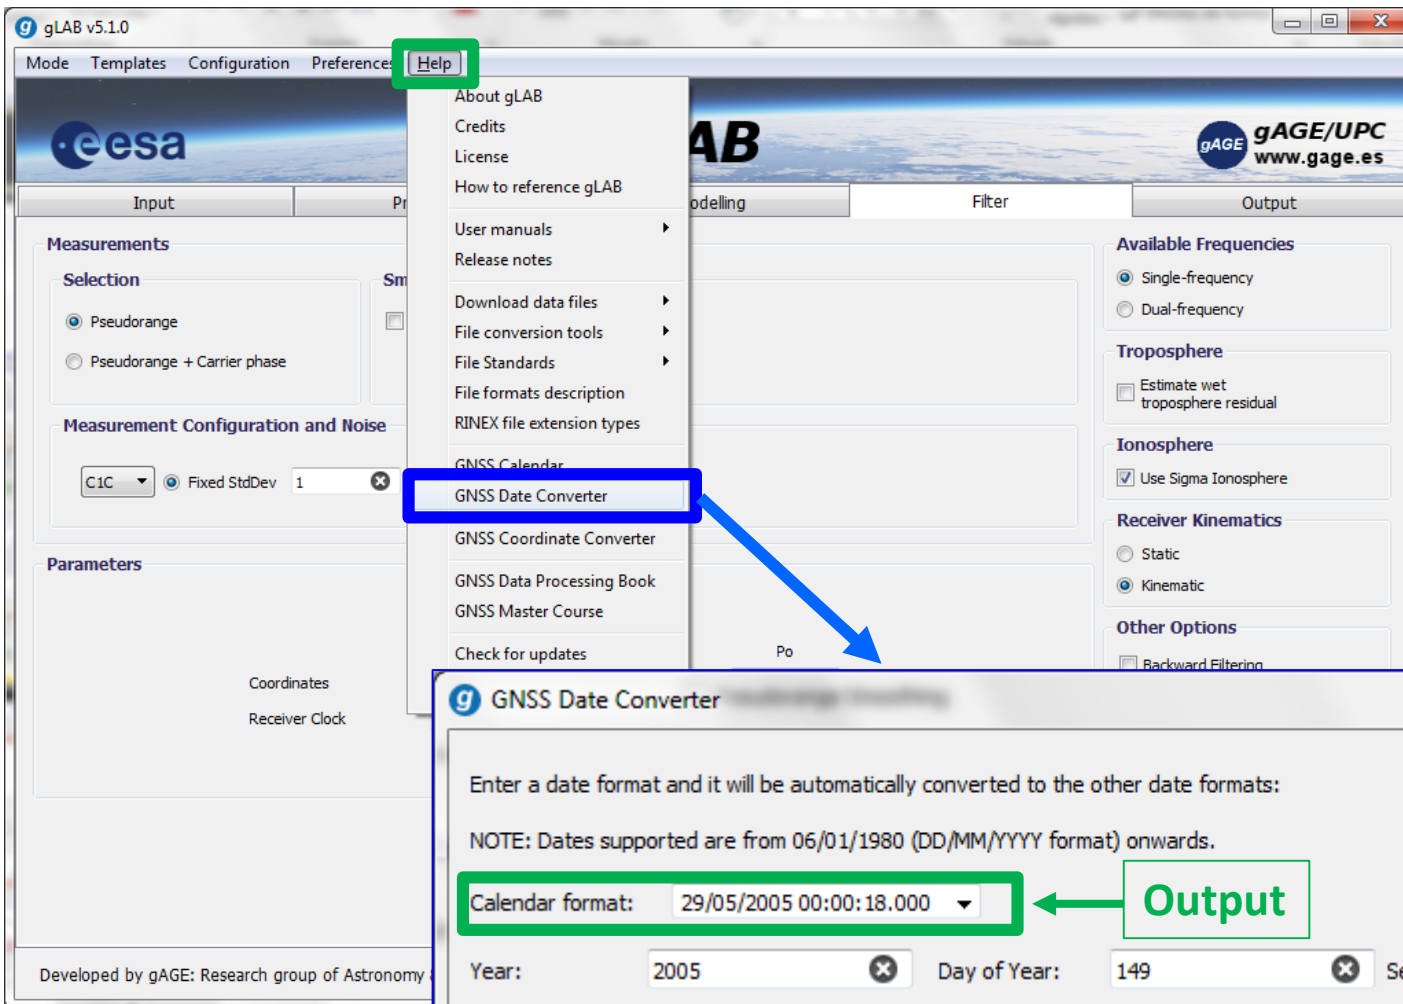 gLAB v5.1.0
Mode Templates Configuration Preferences Help
About gLAB
Credits
License
How to reference gLAB
User manuals
Release notes
Download data files
File conversion tools
File Standards
File formats description
RINEX file extension types
GNSS Calendar
GNSS Date Converter
GNSS Coordinate Converter
GNSS Data Processing Book
GNSS Master Course
Check for updates
esa
AB
gAGE
gAGE/UPC
www.gage.es
Input
Pr
odelling
Filter
Output
Measurements
Selection
Pseudorange
Pseudorange + Carrier phase
Sm
Measurement Configuration and Noise
C1C Fixed StdDev 1
Parameters
Po
Coordinates
Receiver Clock
Available Frequencies
Single-frequency
Dual-frequency
Troposphere
Estimate wet
troposphere residual
Ionosphere
Use Sigma Ionosphere
Receiver Kinematics
Static
Kinematic
Other Options
Backward Filtering
GNSS Date Converter
Enter a date format and it will be automatically converted to the other date formats:
NOTE: Dates supported are from 06/01/1980 (DD/MM/YYYY format) onwards.
Calendar format: 29/05/2005 00:00:18.000
Output
Year: 2005 Day of Year: 149 Se
Developed by gAGE: Research group of Astronomy